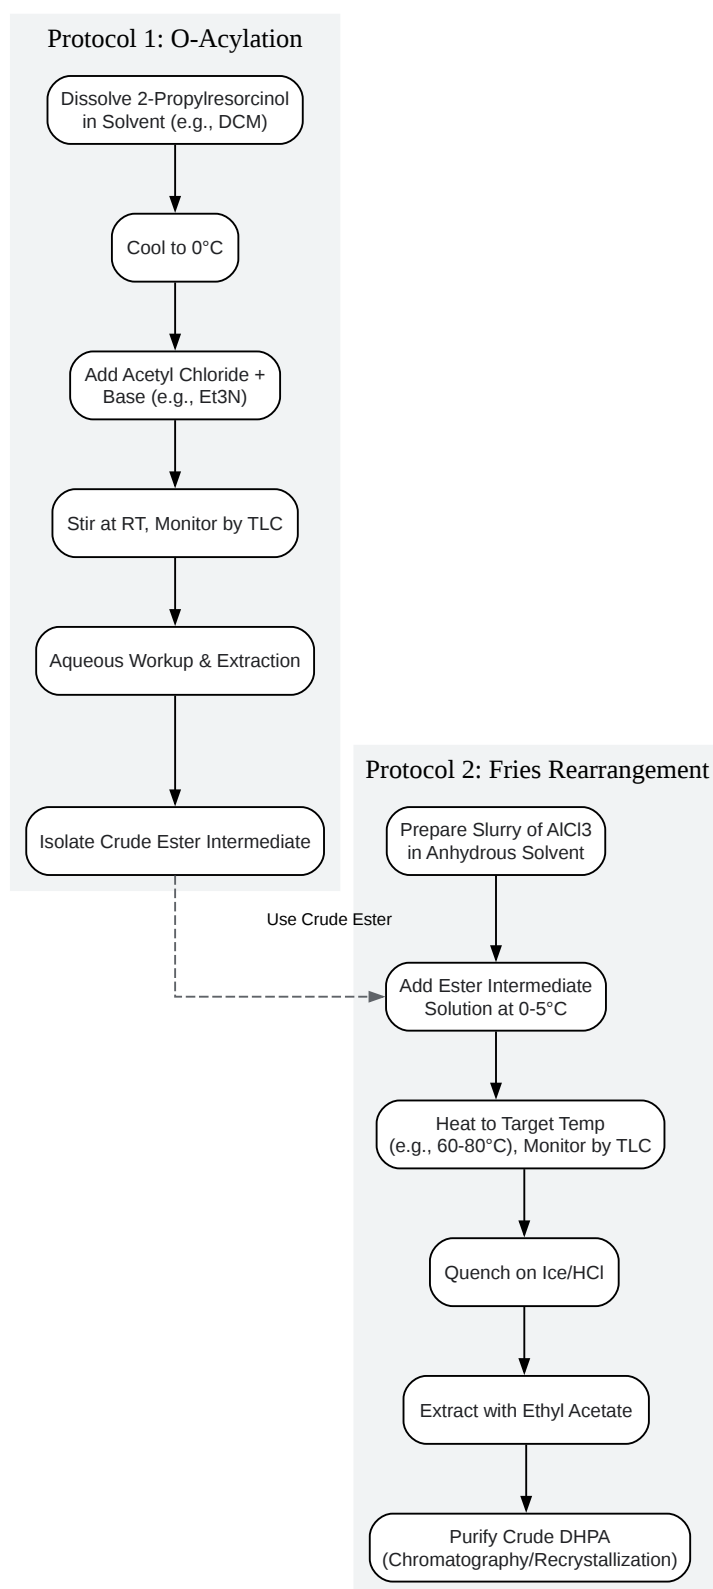 Protocol 1: O-Acylation
Dissolve 2-Propylresorcinol
in Solvent (e.g., DCM)
Cool to 0°C
Add Acetyl Chloride +
Base (e.g., Et3N)
Stir at RT, Monitor by TLC
Aqueous Workup & Extraction
Isolate Crude Ester Intermediate
Use Crude Ester
Protocol 2: Fries Rearrangement
Prepare Slurry of AlCl3
in Anhydrous Solvent
Add Ester Intermediate
Solution at 0-5°C
Heat to Target Temp
(e.g., 60-80°C), Monitor by TLC
Quench on Ice/HCl
Extract with Ethyl Acetate
Purify Crude DHPA
(Chromatography/Recrystallization)